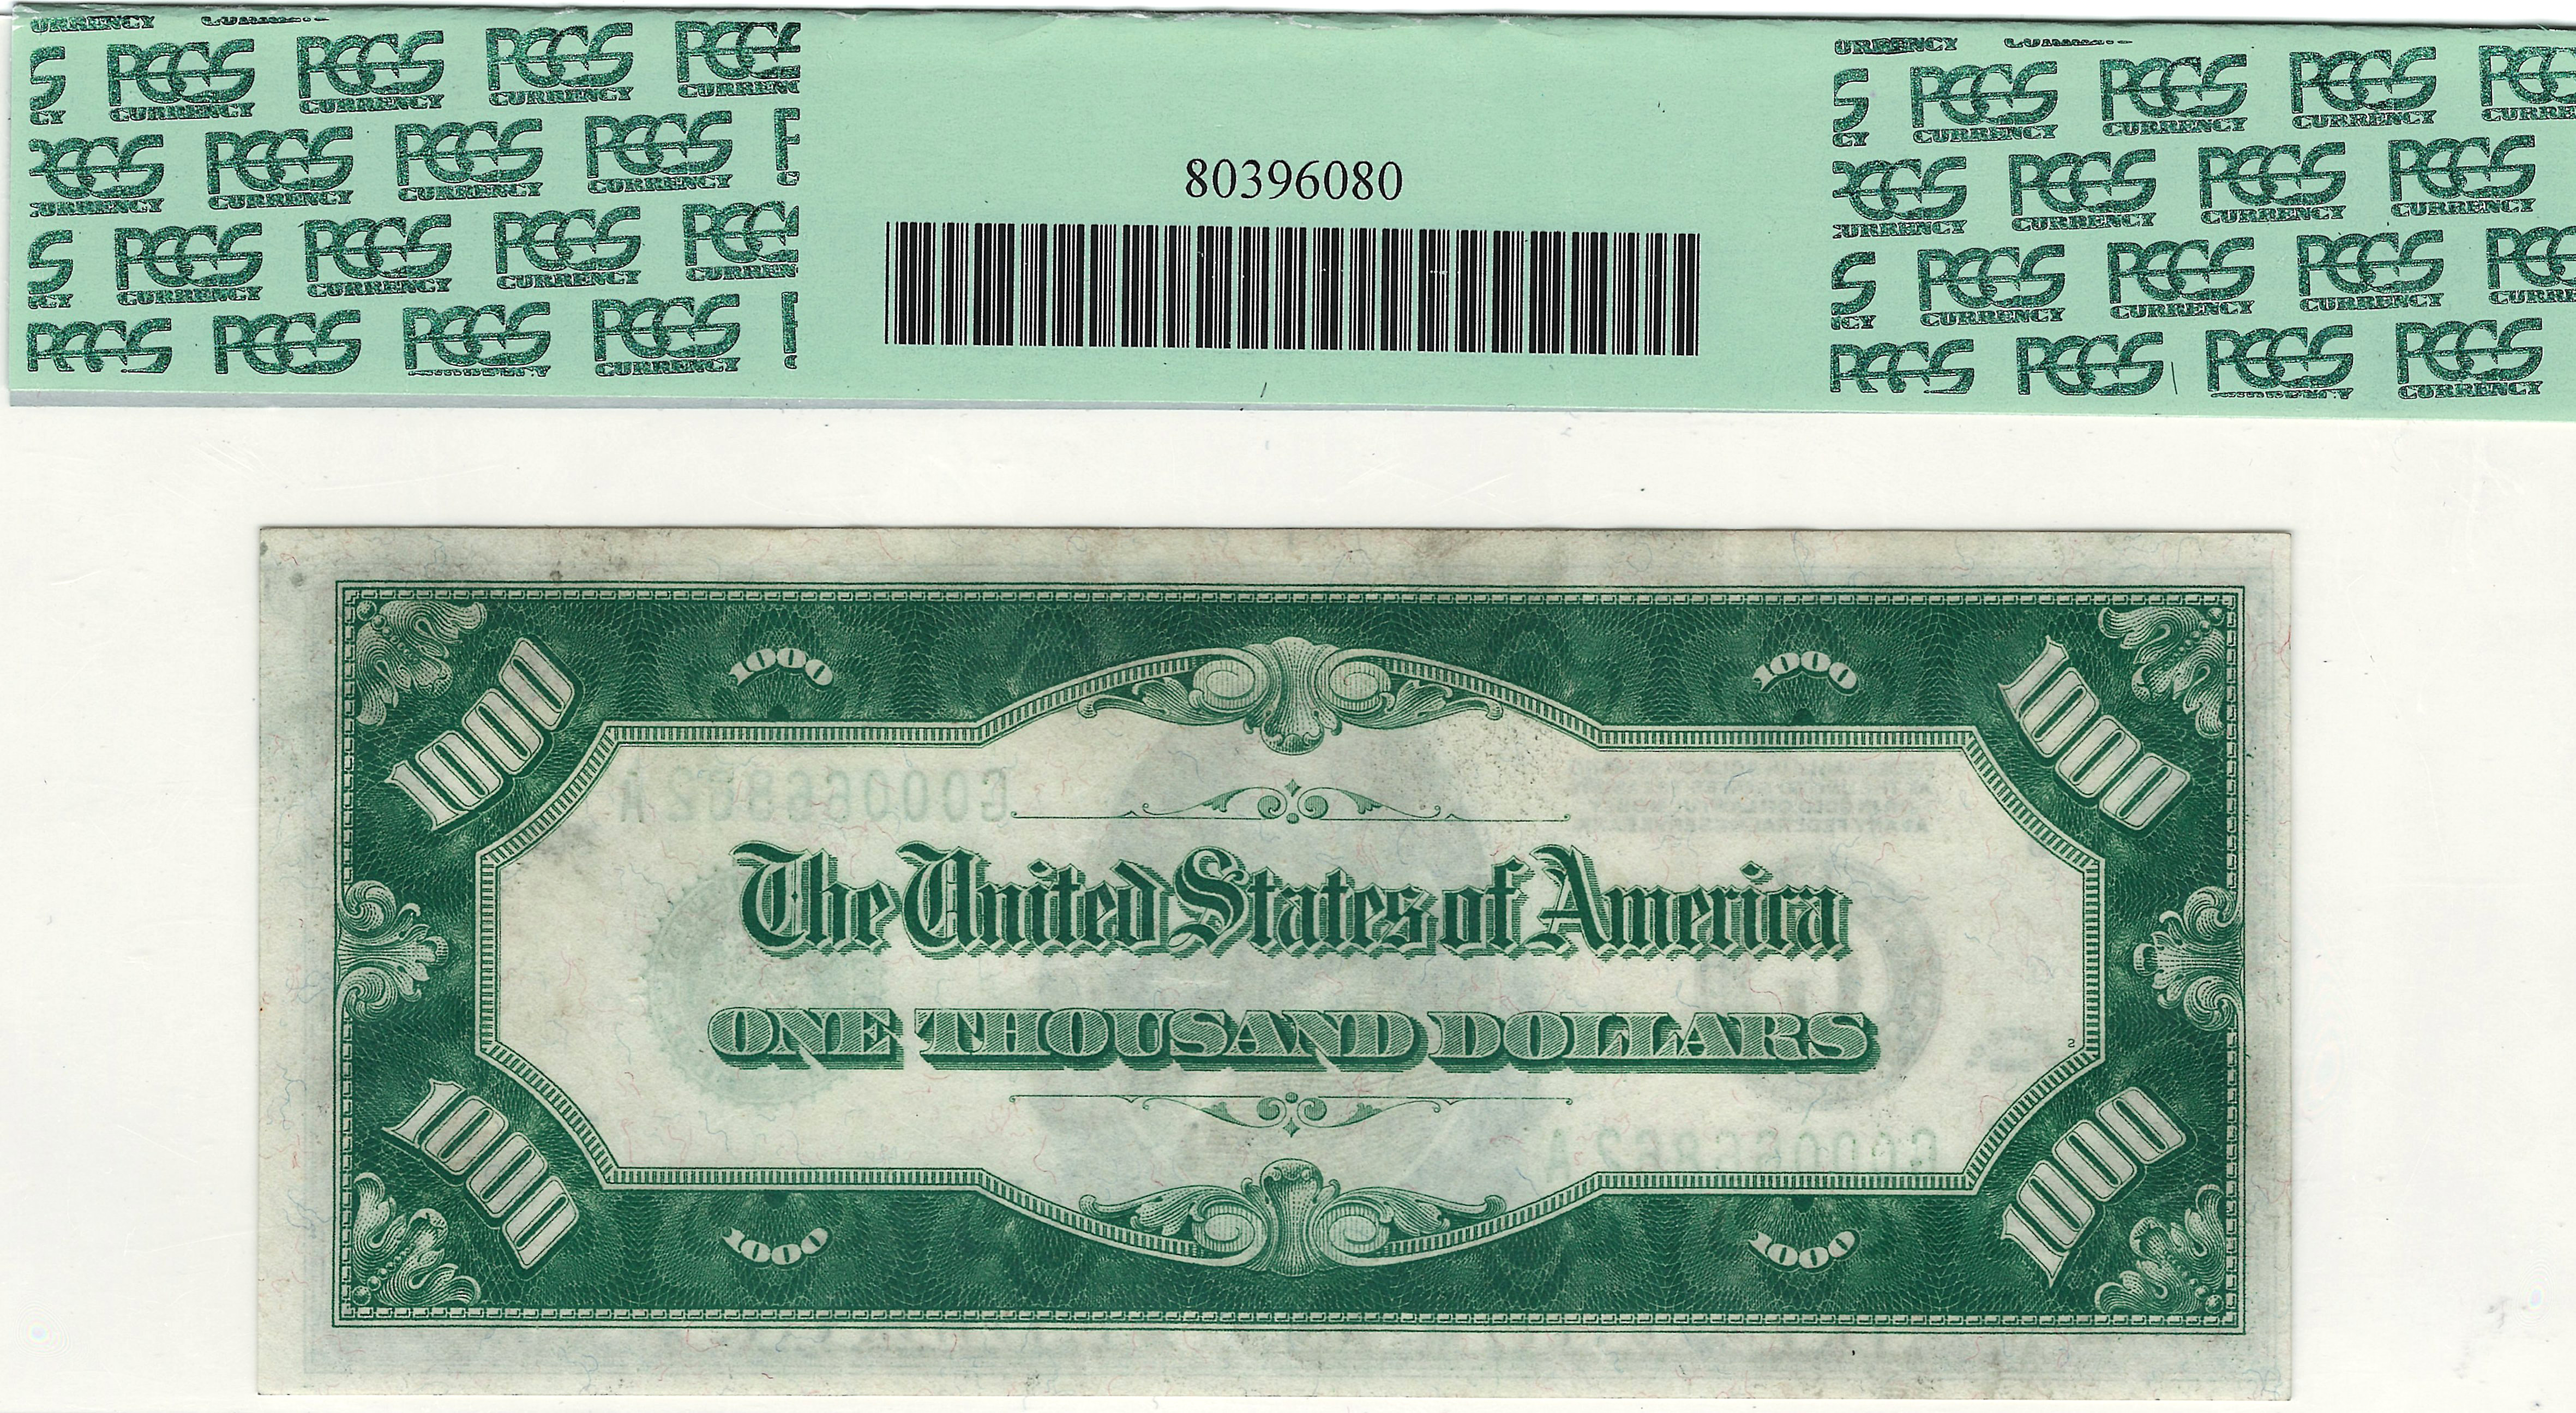 PCGS CURRENCY
80396080
1000 1000 1000 1000
The United States of America
ONE THOUSAND DOLLARS
2
1000 1000 1000 1000